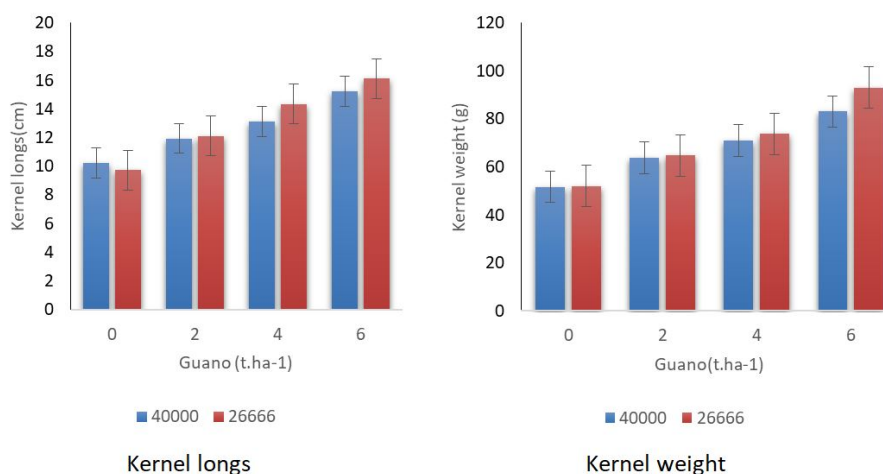 20
18
16
14
12
10
8
6
4
2
0
Kernel longs(cm)
0 2 4 6
Guano (t.ha-1)
40000 26666
Kernel longs
120
100
80
60
40
20
0
Kernel weight (g)
0 2 4 6
Guano(t.ha-1)
40000 26666
Kernel weight